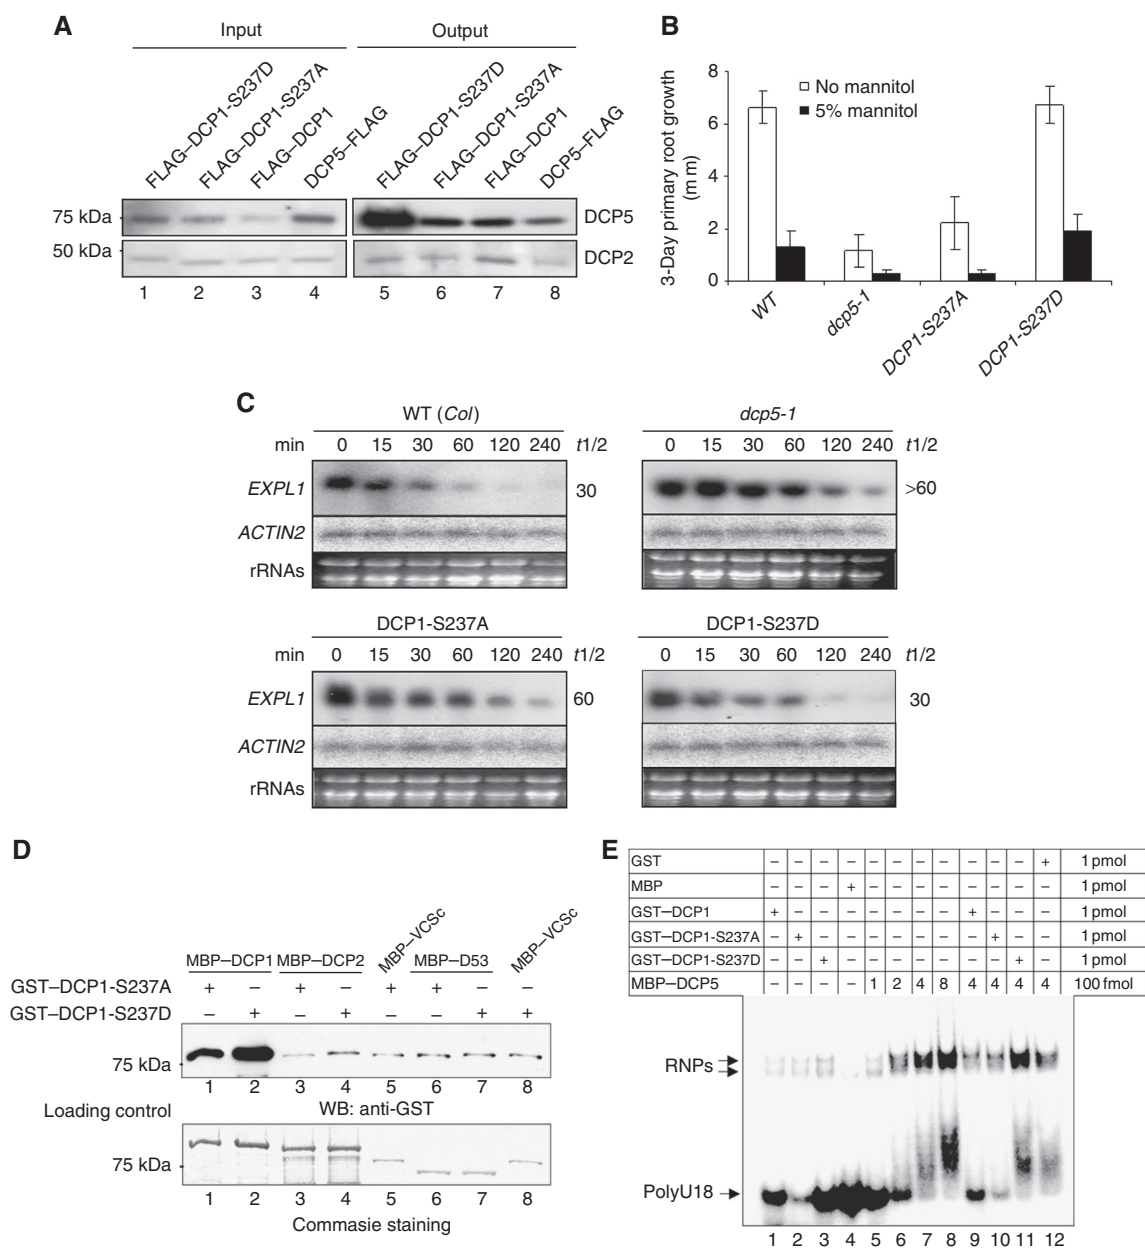 A
Input
Output
FLAG–DCP1-S237D
FLAG–DCP1-S237A
FLAG–DCP1
DCP5–FLAG
FLAG–DCP1-S237D
FLAG–DCP1-S237A
FLAG–DCP1
DCP5–FLAG
75 kDa
DCP5
50 kDa
DCP2
1 2 3 4 5 6 7 8
B
8
6
4
2
0
3-Day primary root growth
(mm)
No mannitol
5% mannitol
WT
dcp5-1
DCP1-S237A
DCP1-S237D
C
WT (Col)
min 0 15 30 60 120 240 t1/2
EXPL1 30
ACTIN2
rRNAs
dcp5-1
0 15 30 60 120 240 t1/2
>60
DCP1-S237A
min 0 15 30 60 120 240 t1/2
EXPL1 60
ACTIN2
rRNAs
DCP1-S237D
0 15 30 60 120 240 t1/2
30
D
MBP–DCP1 MBP–DCP2 MBP–VCSc MBP–D53 MBP–VCSc
GST–DCP1-S237A + – + – + + – –
GST–DCP1-S237D – + – + – – + +
75 kDa
1 2 3 4 5 6 7 8
Loading control WB: anti-GST
75 kDa
1 2 3 4 5 6 7 8
Commasie staining
E
GST – – – – – – – – – – – + 1 pmol
MBP – – – + – – – – – – – – 1 pmol
GST–DCP1 + – – – – – – – + – – – 1 pmol
GST–DCP1-S237A – + – – – – – – – + – – 1 pmol
GST–DCP1-S237D – – + – – – – – – – + – 1 pmol
MBP–DCP5 – – – – 1 2 4 8 4 4 4 4 100 fmol
RNPs
PolyU18
1 2 3 4 5 6 7 8 9 10 11 12